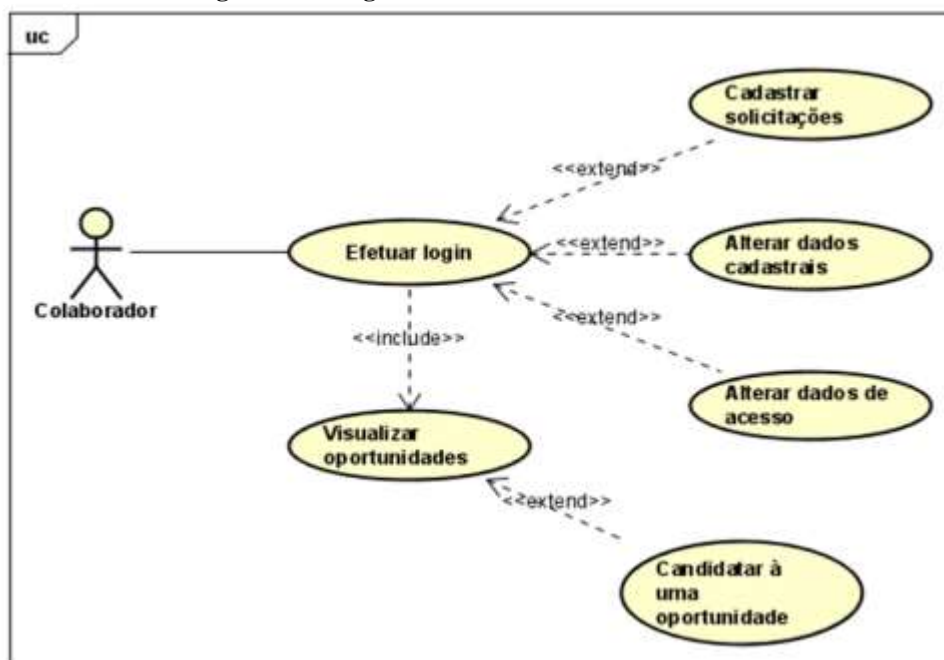 uc
Cadastrar
solicitações
<<extend>>
Efetuar login
<<extend>>
Alterar dados
cadastrais
Colaborador
<<extend>>
<<include>>
Alterar dados de
acesso
Visualizar
oportunidades
<<extend>>
Candidatar à
uma
oportunidade